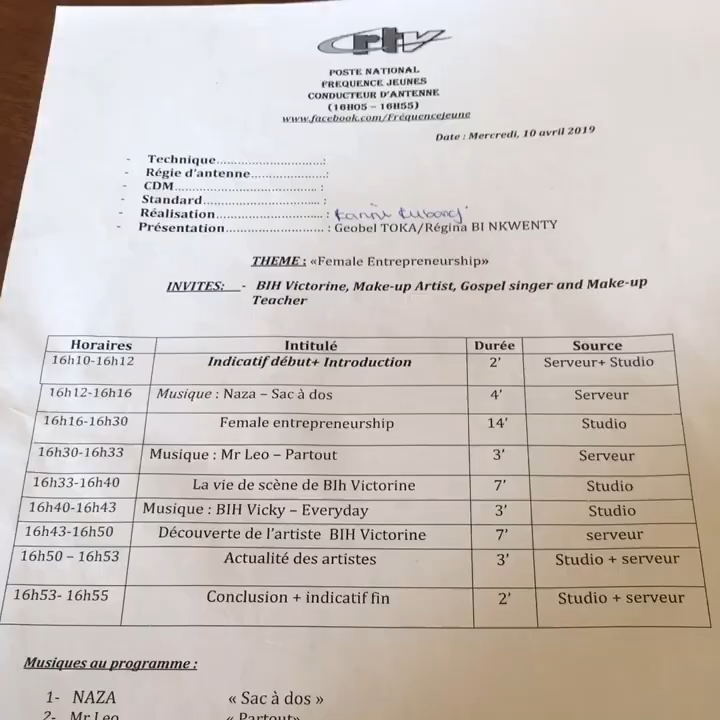 crtv
POSTE NATIONAL
FREQUENCE JEUNES
CONDUCTEUR D'ANTENNE
(16H05 – 16H55)
www.facebook.com/Fréquencejeune
Date : Mercredi, 10 avril 2019
- Technique..........................:
- Régie d'antenne...................:
- CDM.................................. :
- Standard............................ :
- Réalisation......................... :
- Présentation........................ : Geobel TOKA/Régina BI NKWENTY
THEME : «Female Entrepreneurship»
INVITES: - BIH Victorine, Make-up Artist, Gospel singer and Make-up
Teacher
Horaires Intitulé Durée Source
16h10-16h12 Indicatif début+ Introduction 2' Serveur+ Studio
16h12-16h16 Musique : Naza – Sac à dos 4' Serveur
16h16-16h30 Female entrepreneurship 14' Studio
16h30-16h33 Musique : Mr Leo – Partout 3' Serveur
16h33-16h40 La vie de scène de BIh Victorine 7' Studio
16h40-16h43 Musique : BIH Vicky – Everyday 3' Studio
16h43-16h50 Découverte de l'artiste BIH Victorine 7' serveur
16h50 – 16h53 Actualité des artistes 3' Studio + serveur
16h53- 16h55 Conclusion + indicatif fin 2' Studio + serveur
Musiques au programme :
1- NAZA « Sac à dos »
2- Mr Leo « Partout»